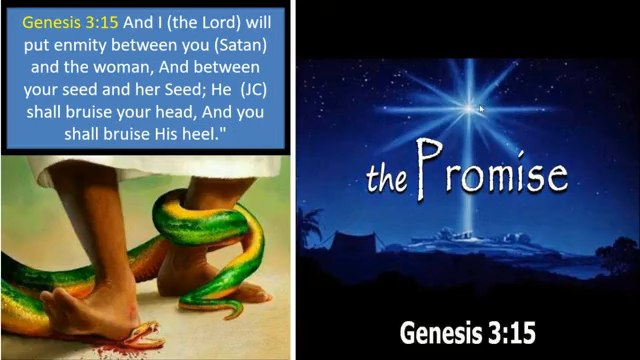 Genesis 3:15 And I (the Lord) will
put enmity between you (Satan)
and the woman, And between
your seed and her Seed; He  (JC)
shall bruise your head, And you
shall bruise His heel."
the Promise
Genesis 3:15